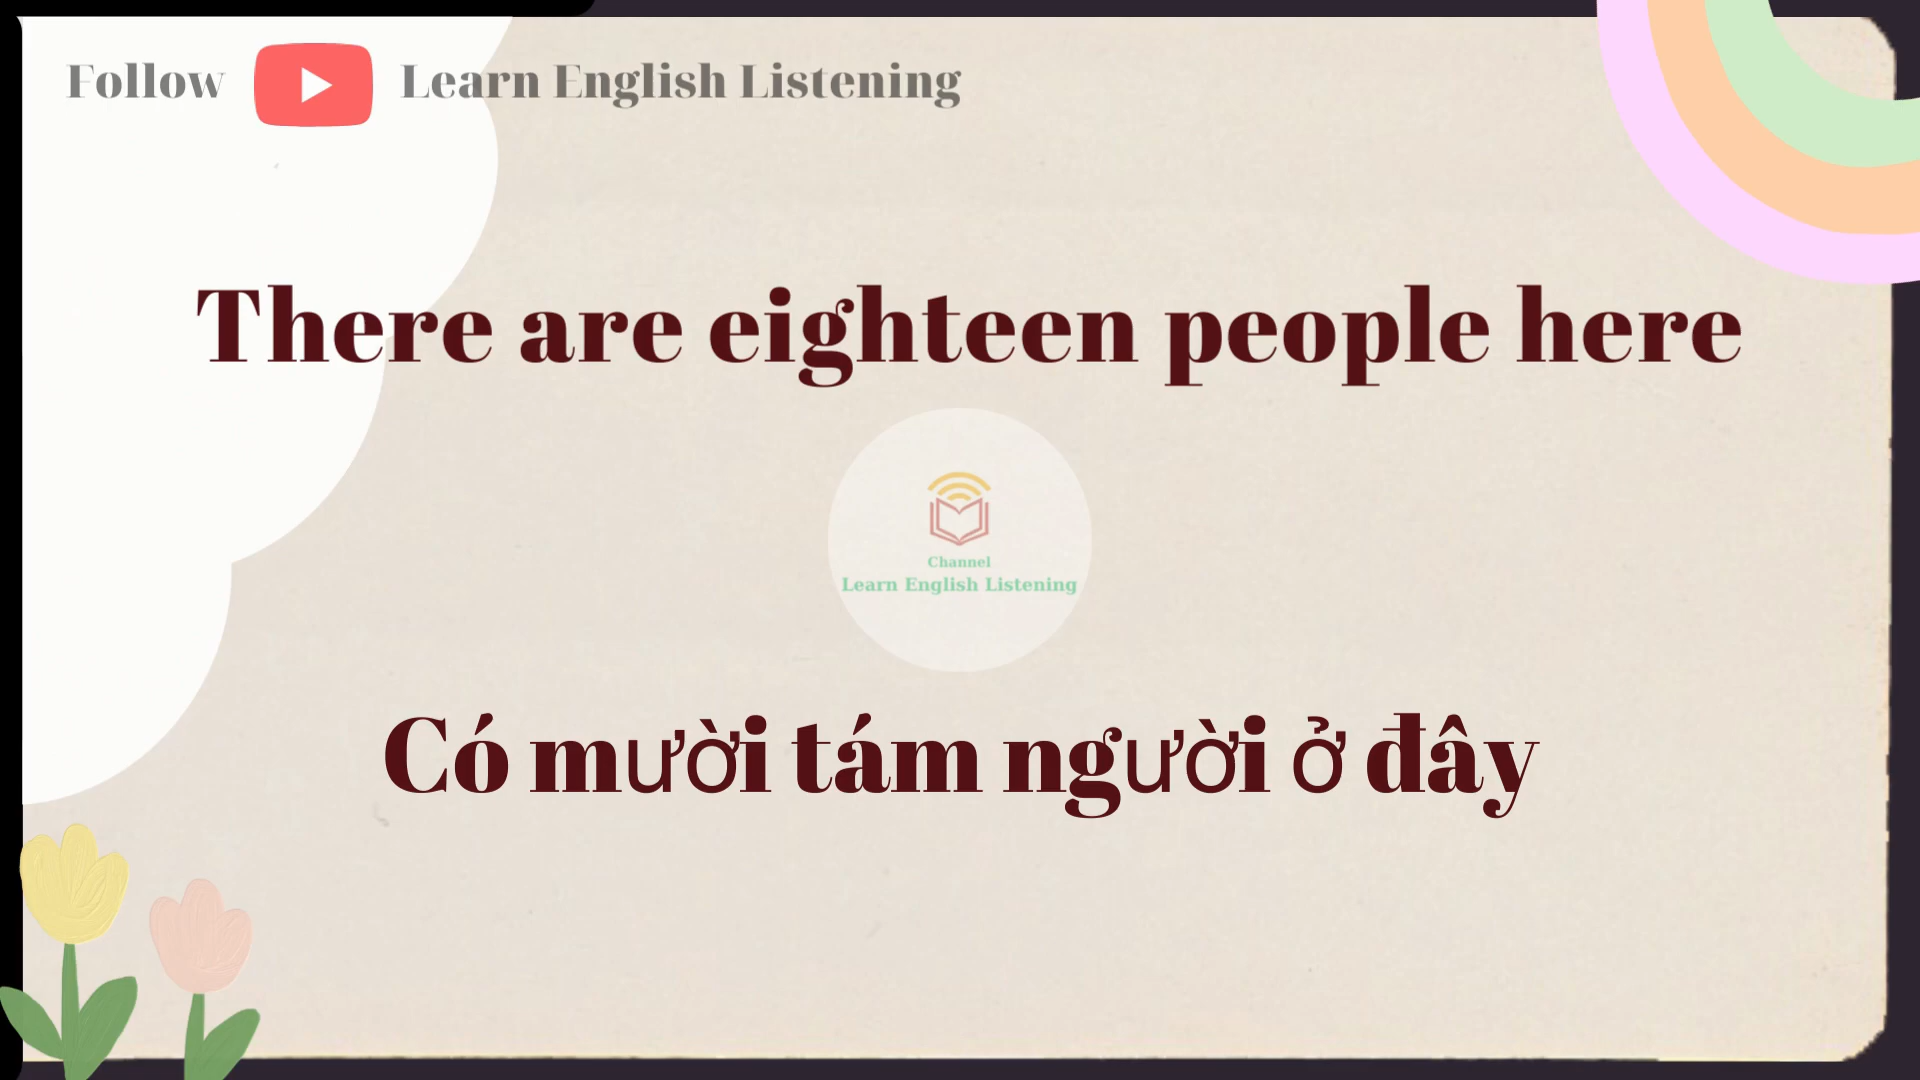 Follow Learn English Listening
There are eighteen people here
Channel
Learn English Listening
Có mười tám người ở đây